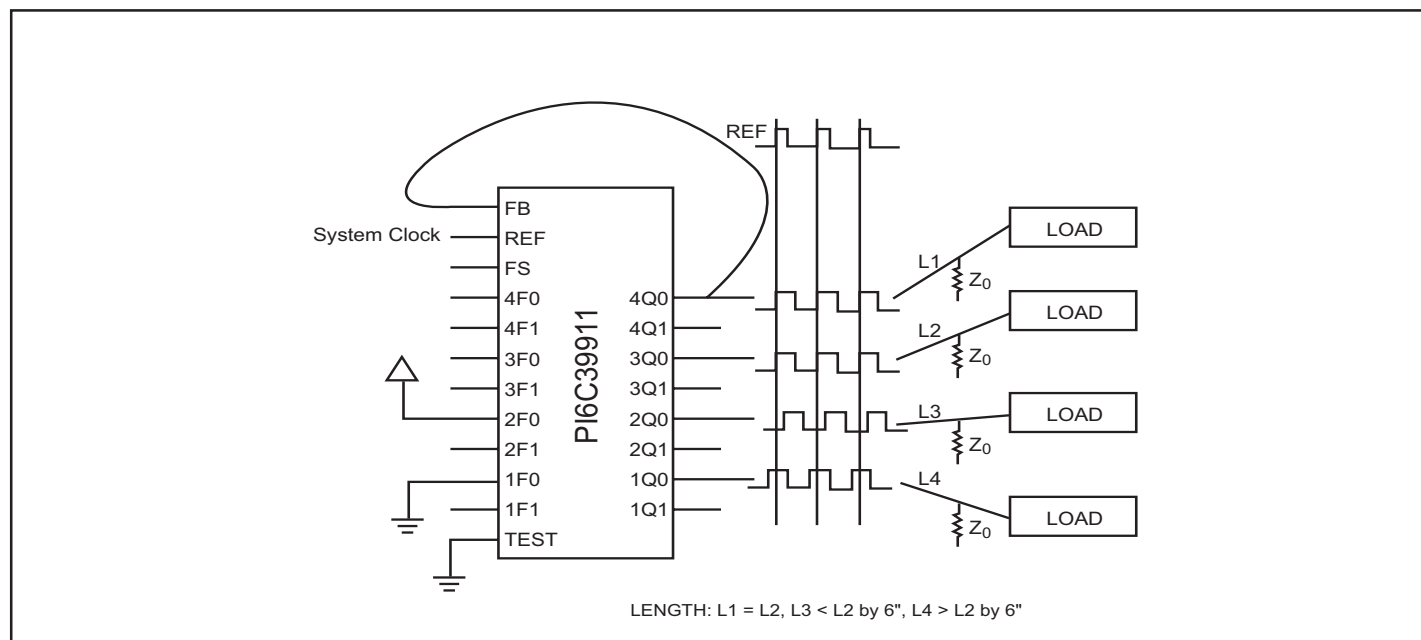 REF
FB
System Clock
REF
FS
4F0
4F1
3F0
3F1
2F0
2F1
1F0
1F1
TEST
PI6C39911
4Q0
4Q1
3Q0
3Q1
2Q0
2Q1
1Q0
1Q1
L1
Z0
LOAD
L2
Z0
LOAD
L3
Z0
LOAD
L4
Z0
LOAD
LENGTH: L1 = L2, L3 < L2 by 6", L4 > L2 by 6"